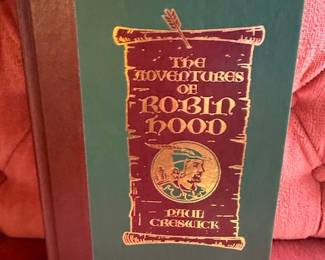 THE
ADVENTURES
OF
ROBIN
HOOD
PAUL
CRESWICK